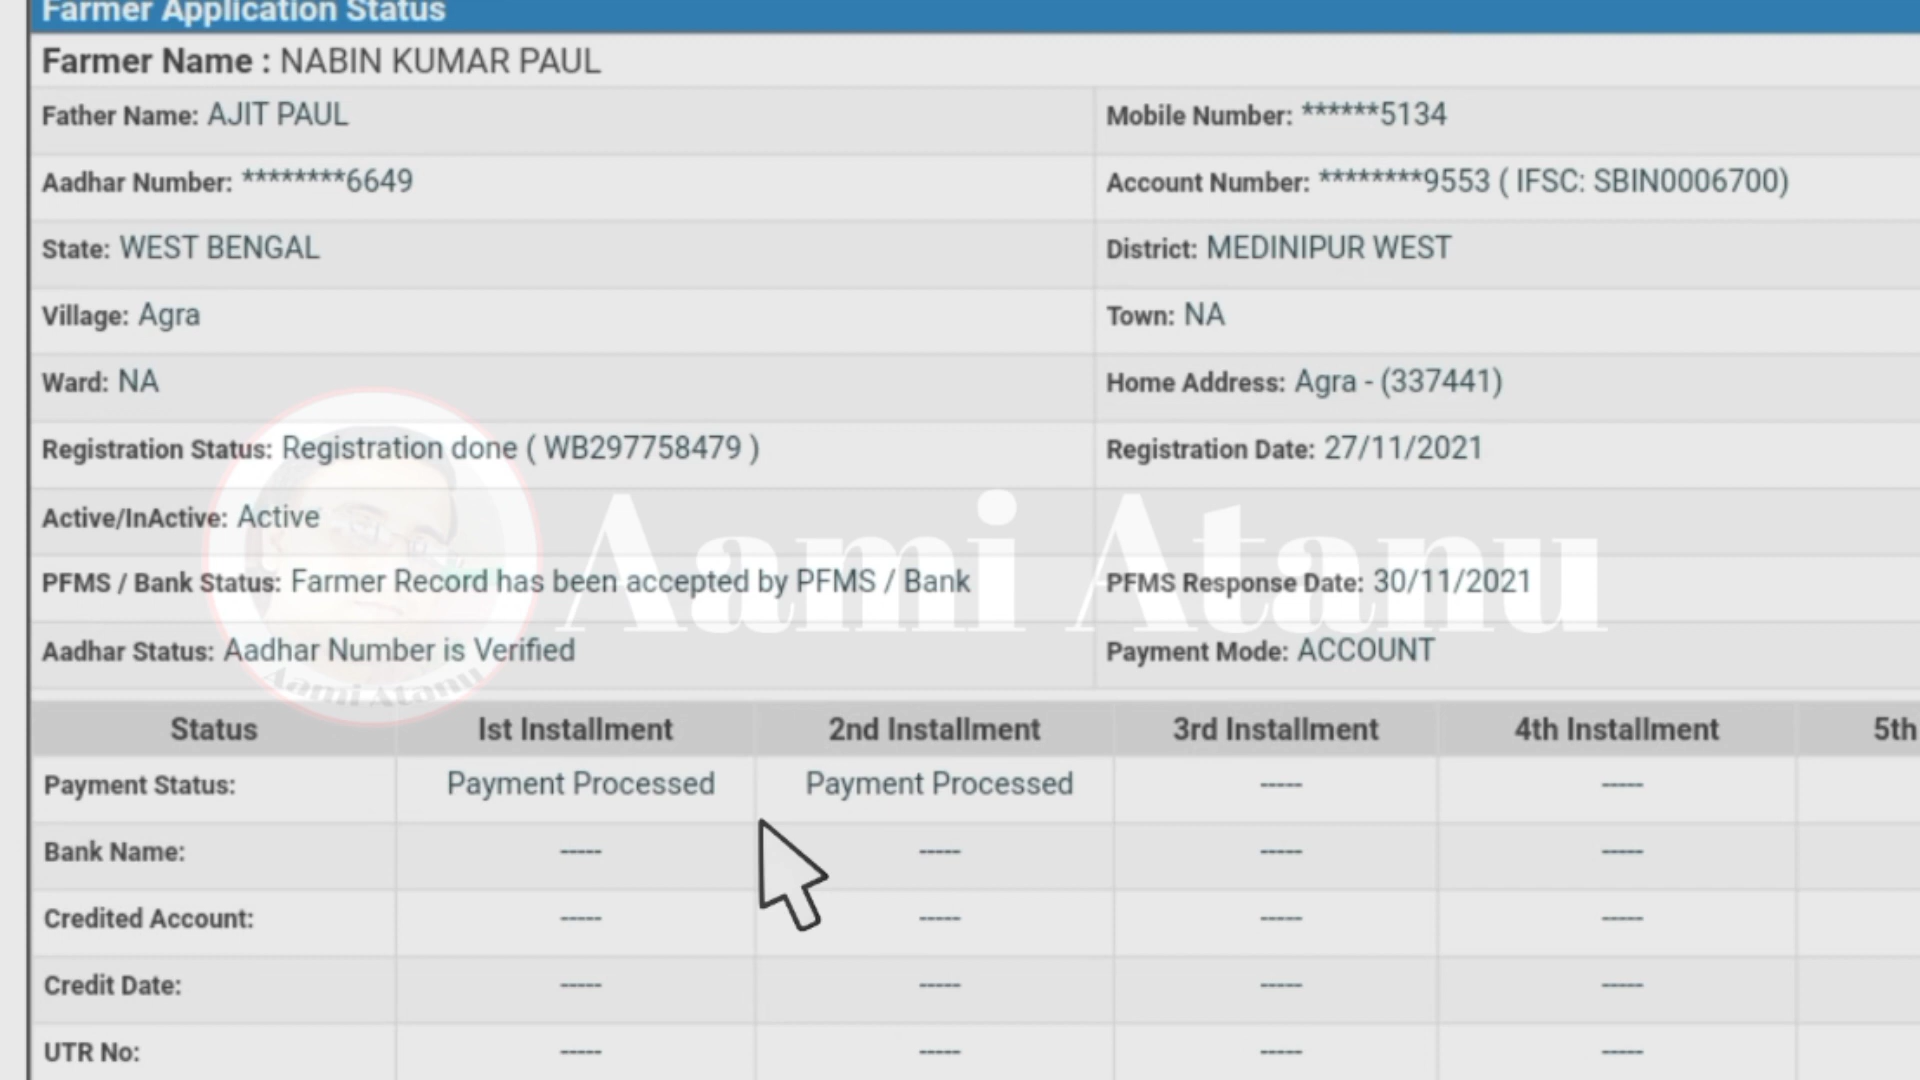 Farmer Application Status
Farmer Name : NABIN KUMAR PAUL
Father Name: AJIT PAUL Mobile Number: ******5134
Aadhar Number: ********6649 Account Number: ********9553 ( IFSC: SBIN0006700)
State: WEST BENGAL District: MEDINIPUR WEST
Village: Agra Town: NA
Ward: NA Home Address: Agra - (337441)
Registration Status: Registration done ( WB297758479 ) Registration Date: 27/11/2021
Active/InActive: Active
Aami Atanu
PFMS / Bank Status: Farmer Record has been accepted by PFMS / Bank PFMS Response Date: 30/11/2021
Aadhar Status: Aadhar Number is Verified Payment Mode: ACCOUNT
Aami Atanu
Status Ist Installment 2nd Installment 3rd Installment 4th Installment 5th
Payment Status: Payment Processed Payment Processed ----- -----
Bank Name: ----- ----- ----- -----
Credited Account: ----- ----- ----- -----
Credit Date: ----- ----- ----- -----
UTR No: ----- ----- ----- -----